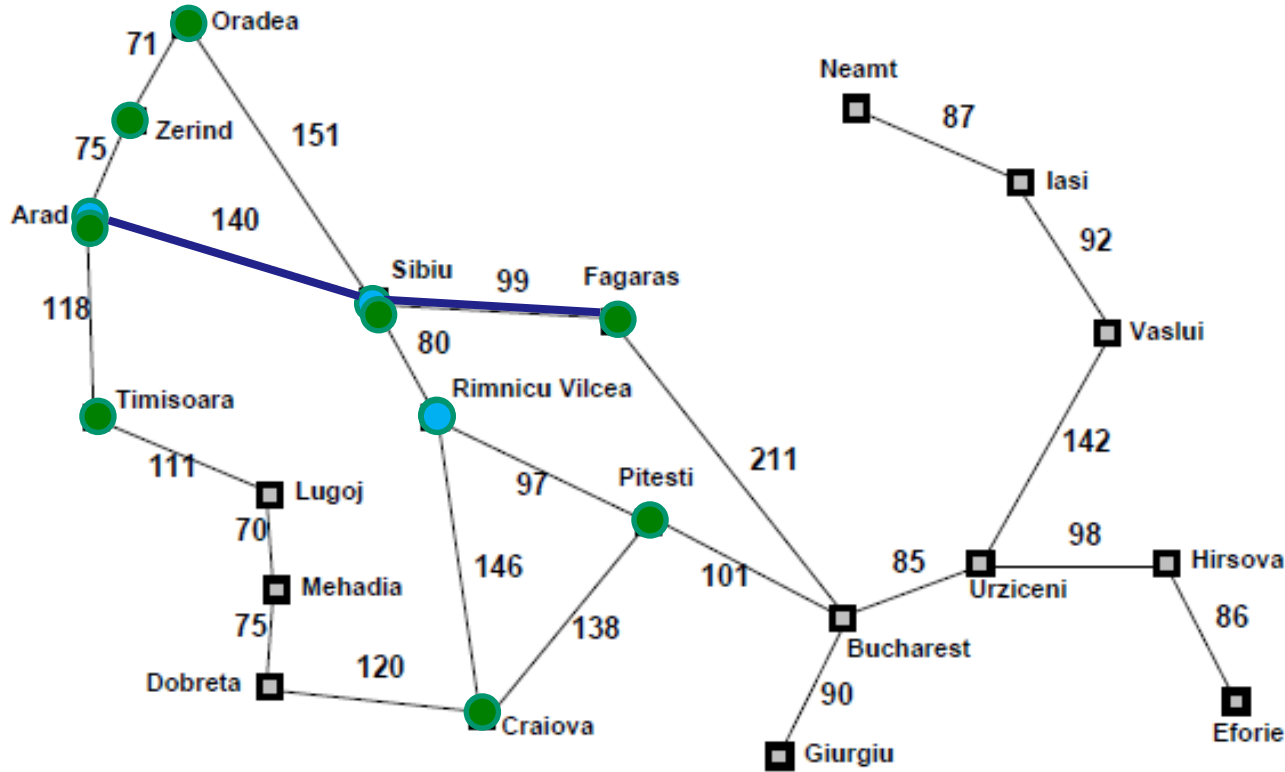 Oradea
71
Neamt
87
Zerind
151
75
Iasi
Arad
140
92
Sibiu
99
Fagaras
118
Vaslui
80
Timisoara
Rimnicu Vilcea
142
111
211
Pitesti
97
Lugoj
70
98
Hirsova
146
101
85
Mehadia
Urziceni
75
138
86
Bucharest
120
Dobreta
90
Craiova
Eforie
Giurgiu